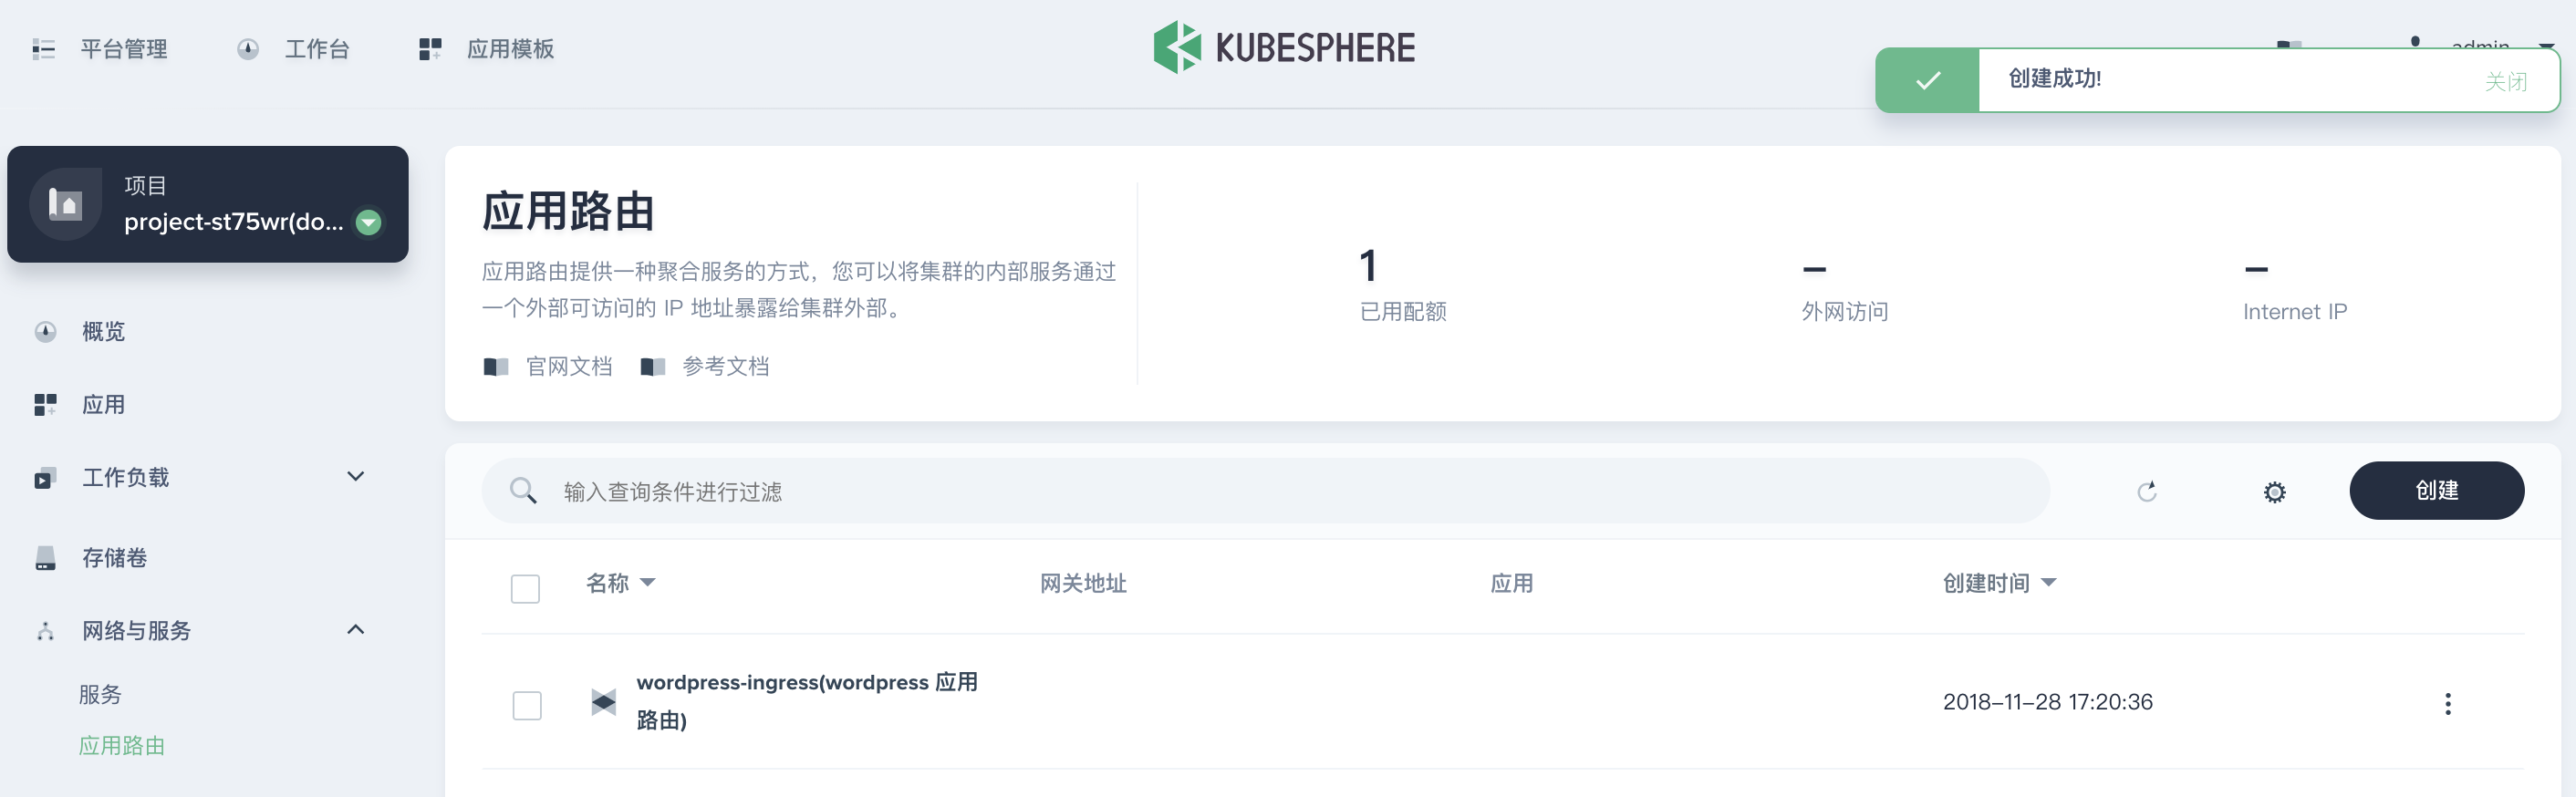 平台管理
工作台
应用模板
KUBESPHERE
admin
创建成功!
关闭
项目
project-st75wr(do...
概览
应用
工作负载
存储卷
网络与服务
服务
应用路由
应用路由
应用路由提供一种聚合服务的方式，您可以将集群的内部服务通过
一个外部可访问的 IP 地址暴露给集群外部。
官网文档
参考文档
1
已用配额
–
外网访问
–
Internet IP
输入查询条件进行过滤
创建
名称
网关地址
应用
创建时间
wordpress-ingress(wordpress 应用
路由)
2018-11-28 17:20:36